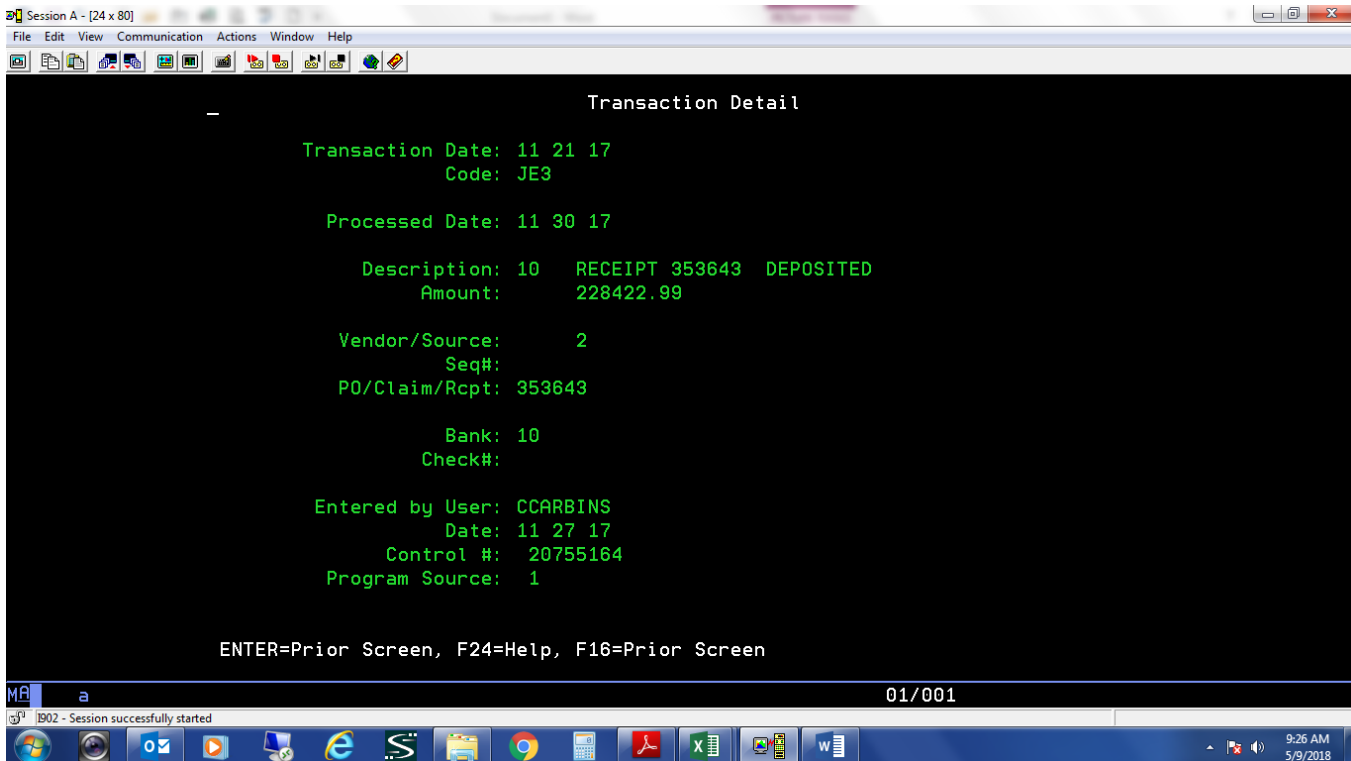 Session A - [24 x 80]
File Edit View Communication Actions Window Help
Transaction Detail
Transaction Date: 11 21 17
Code: JE3
Processed Date: 11 30 17
Description: 10 RECEIPT 353643 DEPOSITED
Amount: 228422.99
Vendor/Source: 2
Seq#:
PO/Claim/Rcpt: 353643
Bank: 10
Check#:
Entered by User: CCARBINS
Date: 11 27 17
Control #: 20755164
Program Source: 1
ENTER=Prior Screen, F24=Help, F16=Prior Screen
MA a 01/001
I902 - Session successfully started
9:26 AM
5/9/2018